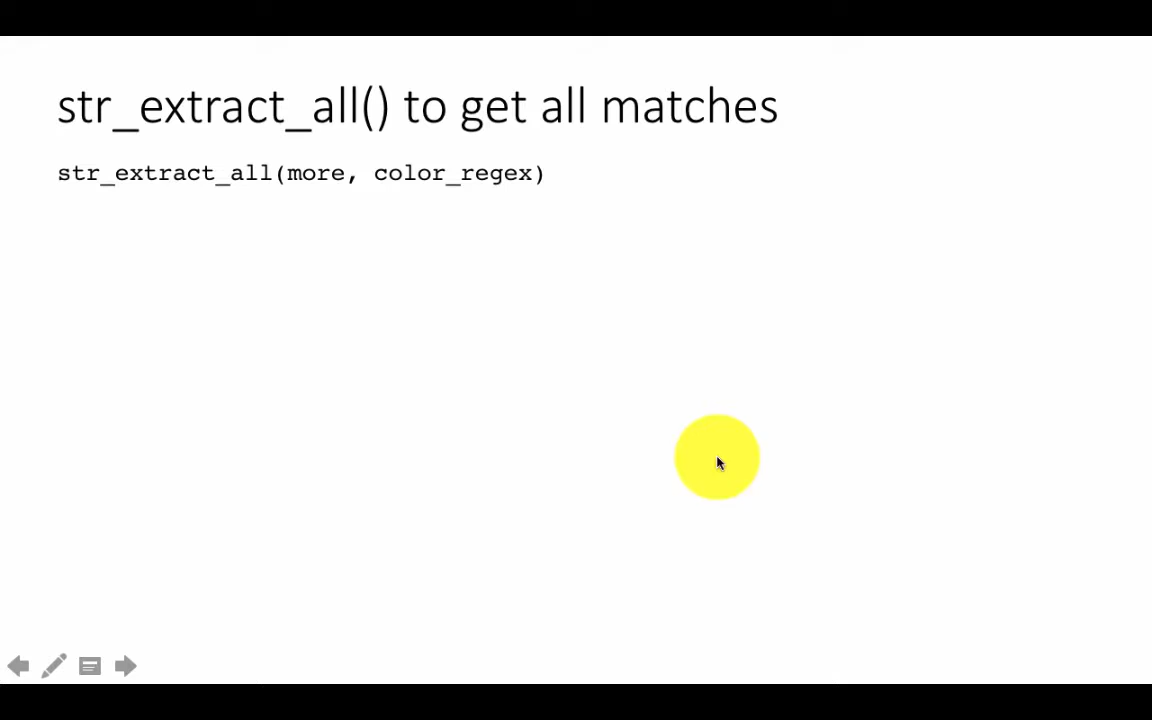 str_extract_all() to get all matches
str_extract_all(more, color_regex)